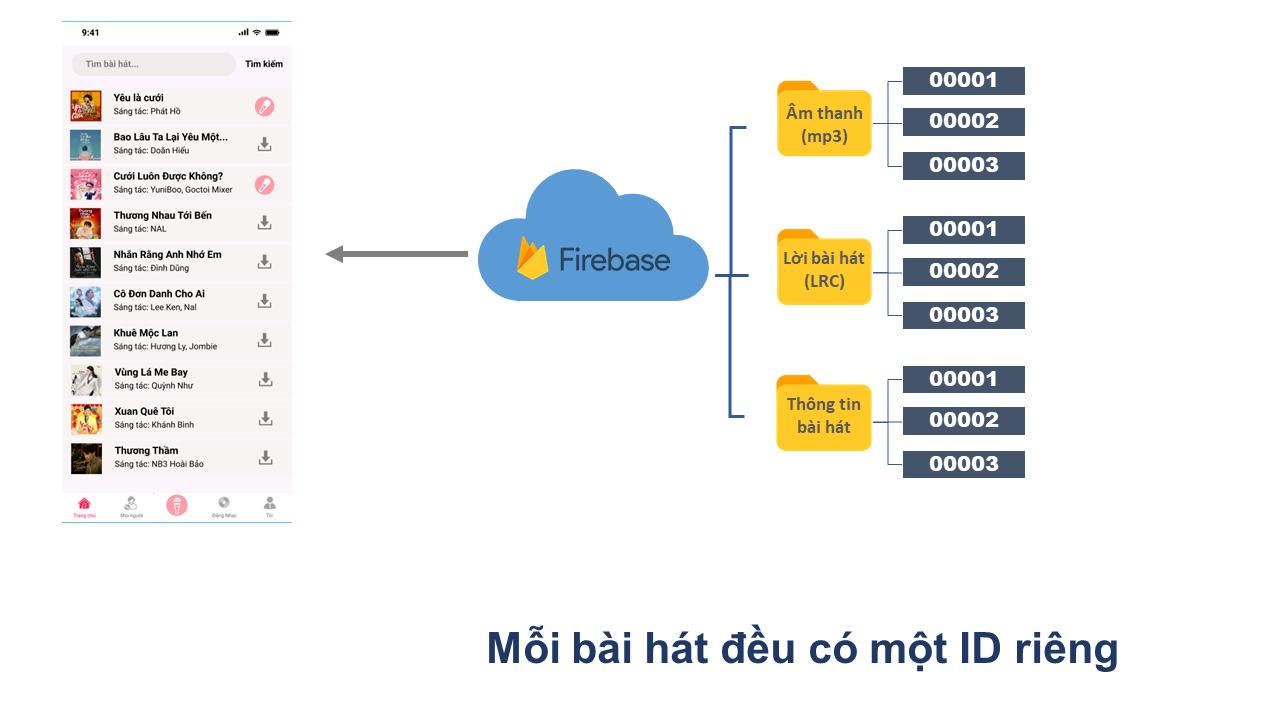 9:41
Tìm bài hát...
Tìm kiếm
Yêu là cưới
Sáng tác: Phát Hồ
Bao Lâu Ta Lại Yêu Một...
Sáng tác: Doãn Hiếu
Cưới Luôn Được Không?
Sáng tác: YuniBoo, Goctoi Mixer
Thương Nhau Tới Bến
Sáng tác: NAL
Nhắn Rằng Anh Nhớ Em
Sáng tác: Đình Dũng
Cô Đơn Danh Cho Ai
Sáng tác: Lee Ken, Nal
Khuê Mộc Lan
Sáng tác: Hương Ly, Jombie
Vùng Lá Me Bay
Sáng tác: Quỳnh Như
Xuan Quê Tôi
Sáng tác: Khánh Bình
Thương Thầm
Sáng tác: NB3 Hoài Bảo
Trang chủ
Mọi người
Đăng Nhạc
Tôi
Firebase
Âm thanh
(mp3)
00001
00002
00003
Lời bài hát
(LRC)
00001
00002
00003
Thông tin
bài hát
00001
00002
00003
Mỗi bài hát đều có một ID riêng